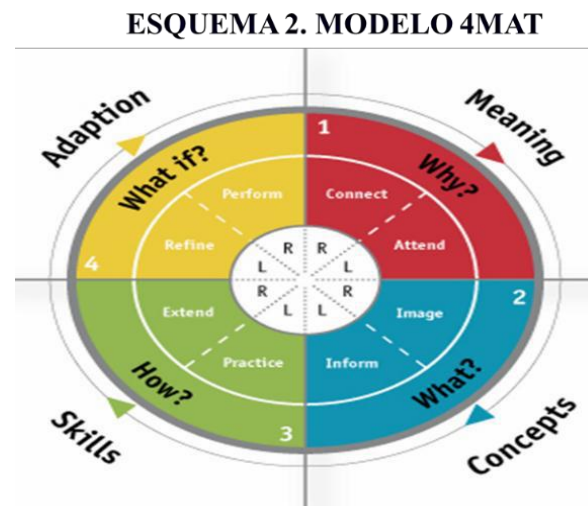 ESQUEMA 2. MODELO 4MAT
Adaption
Meaning
What if?
1
Why?
Perform
Connect
Refine
Attend
4
R R
L L
R R
L L
2
Extend
Image
Practice
Inform
How?
What?
3
Skills
Concepts